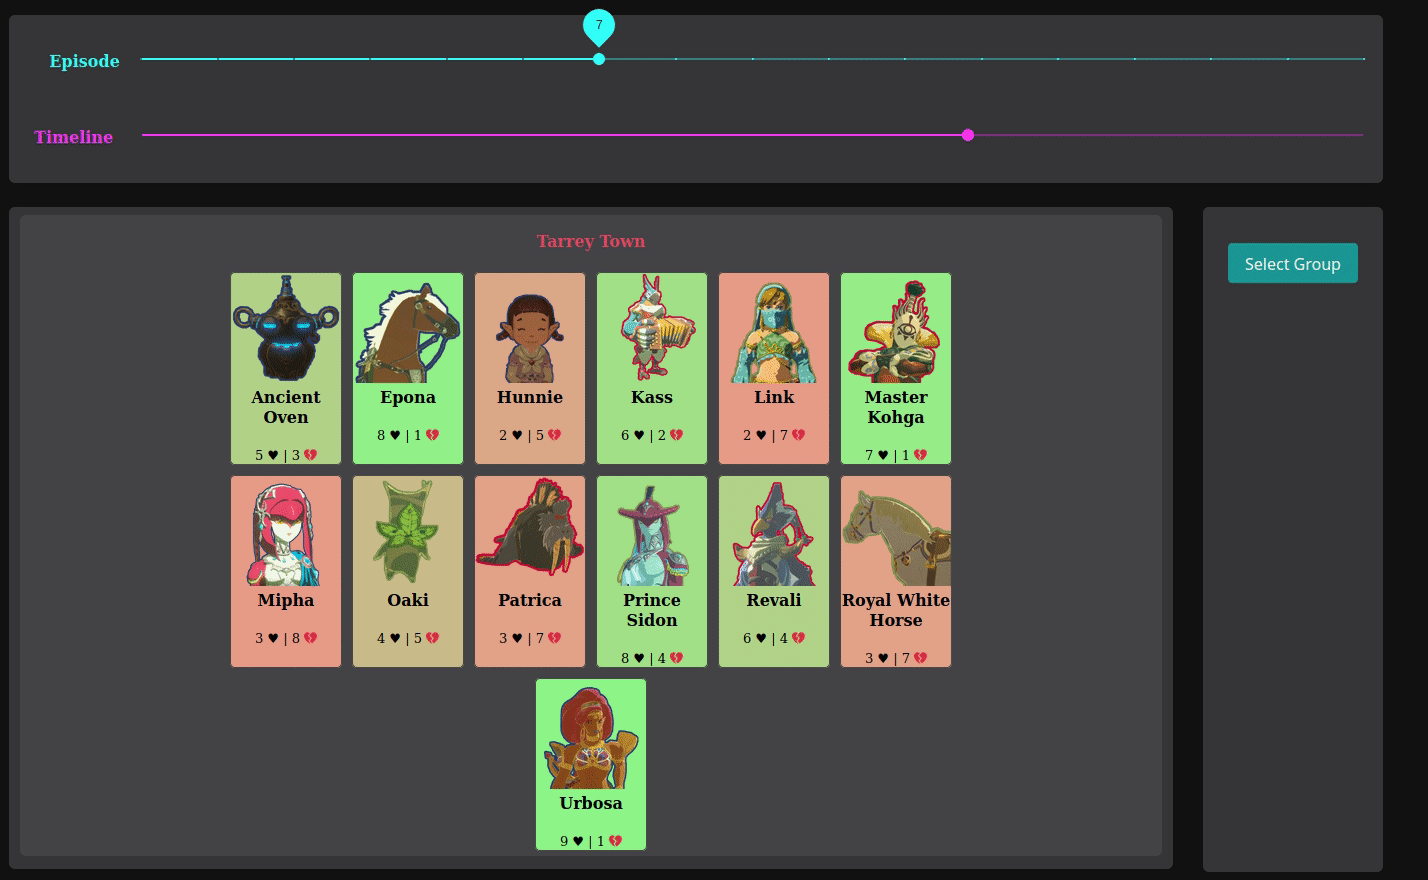 7
Episode
Timeline
Tarrey Town
Select Group
Ancient
Oven
5 ♥ | 3 💔
Epona
8 ♥ | 1 💔
Hunnie
2 ♥ | 5 💔
Kass
6 ♥ | 2 💔
Link
2 ♥ | 7 💔
Master
Kohga
7 ♥ | 1 💔
Mipha
3 ♥ | 8 💔
Oaki
4 ♥ | 5 💔
Patrica
3 ♥ | 7 💔
Prince
Sidon
8 ♥ | 4 💔
Revali
6 ♥ | 4 💔
Royal White
Horse
3 ♥ | 7 💔
Urbosa
9 ♥ | 1 💔